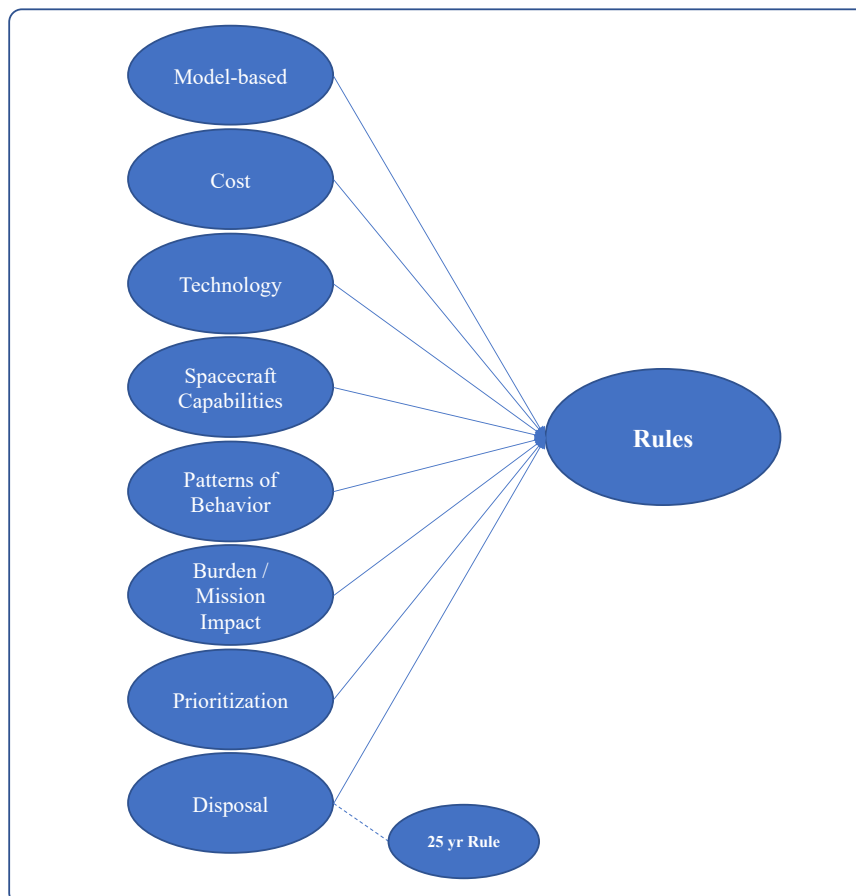 Model-based
Cost
Technology
Spacecraft
Capabilities
Patterns of
Behavior
Burden /
Mission
Impact
Prioritization
Disposal
Rules
25 yr Rule